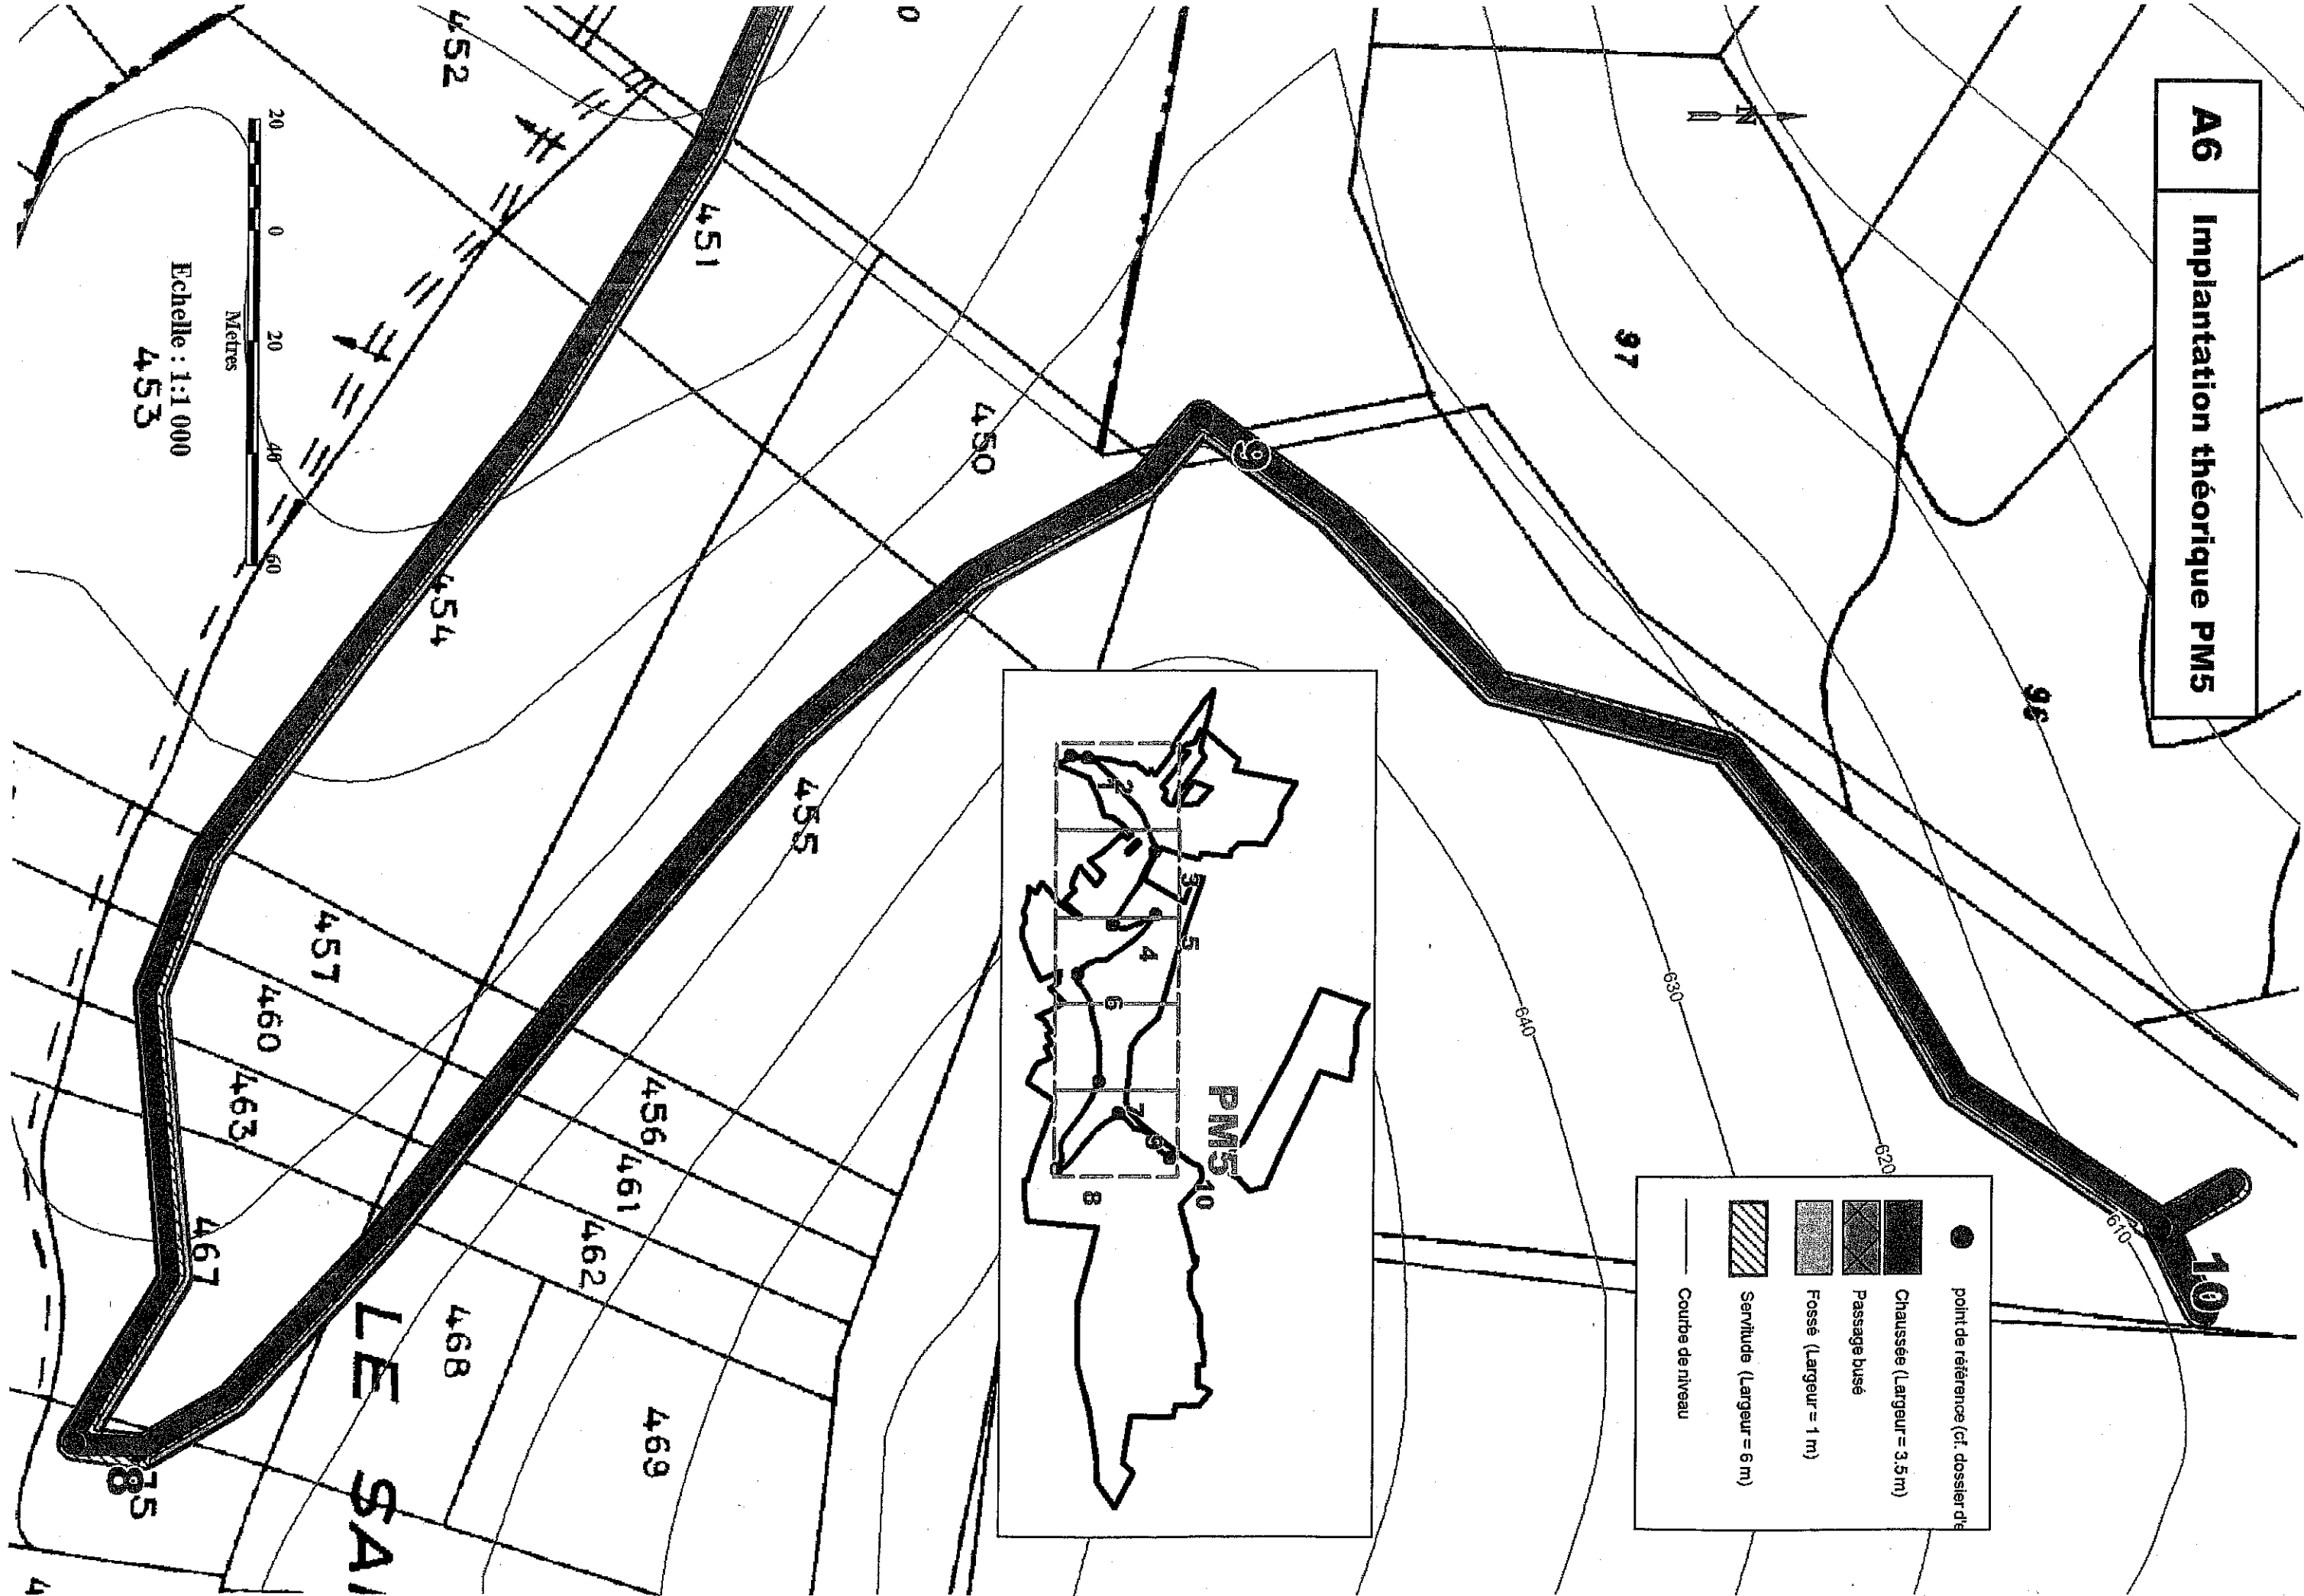 A6
Implantation théorique PM5
N
97
96
point de référence (cf. dossier d'e
Chaussée (Largeur = 3.5 m)
Passage busé
Fossé (Largeur = 1 m)
Servitude (Largeur = 6 m)
Courbe de niveau
610
620
630
640
10
9
8
PM5
1
2
3
4
5
6
7
8
9
10
450
451
452
453
454
455
456
457
460
461
462
463
467
468
469
LE SA
20 0 20 40 60
Metres
Echelle : 1:1 000